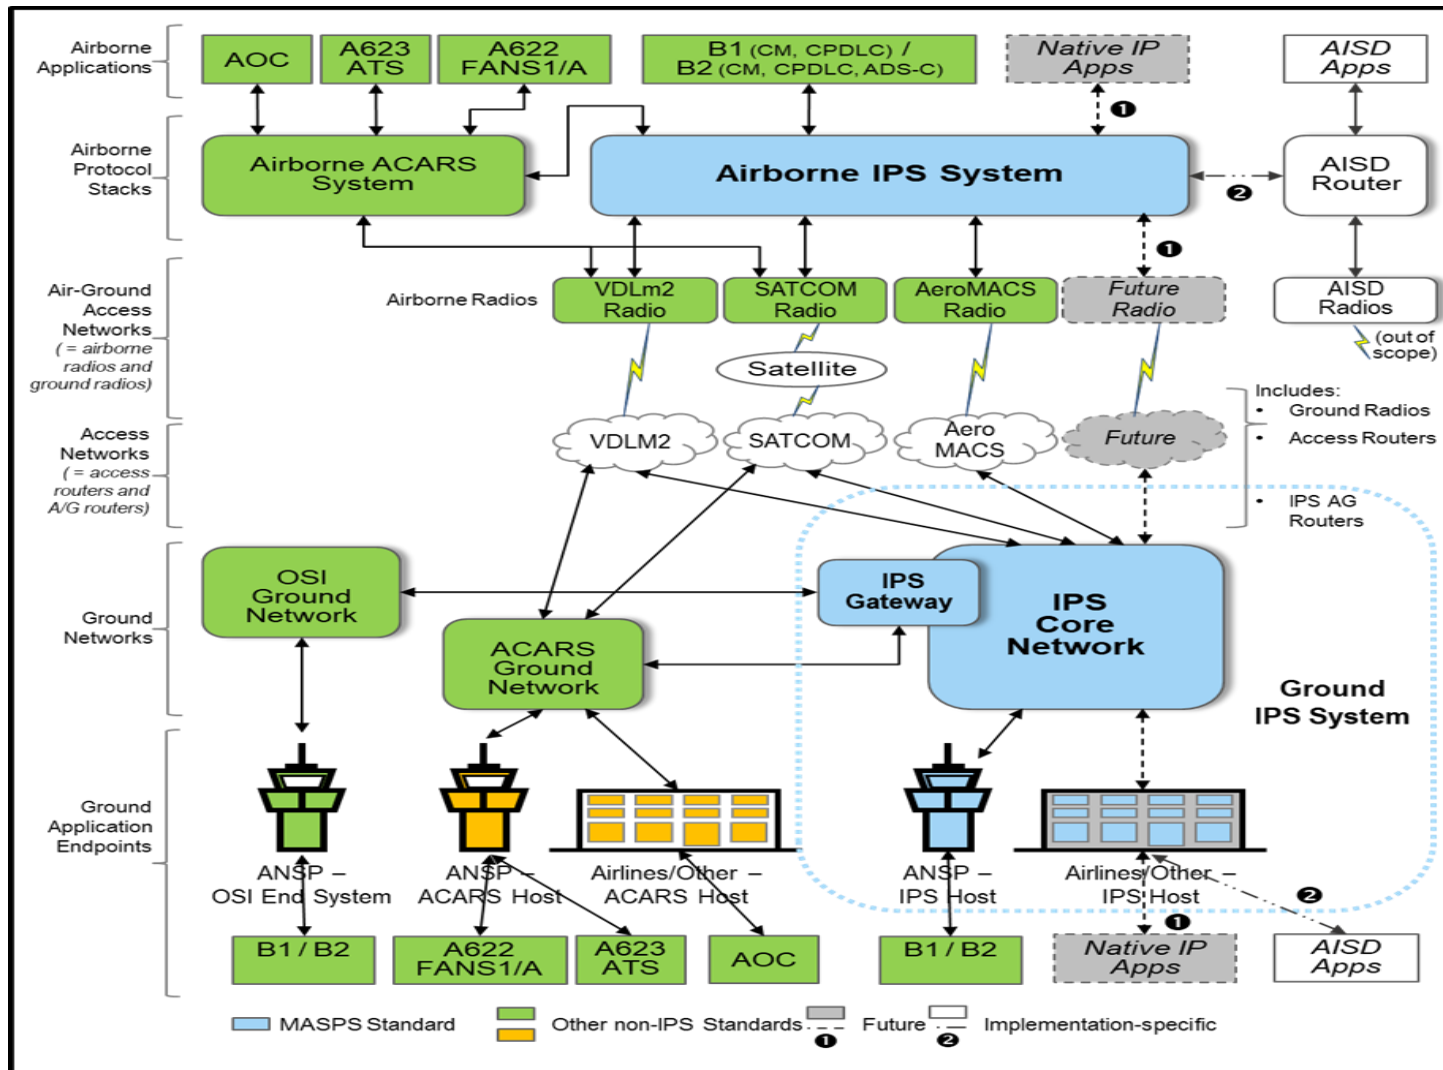 Airborne
Applications
AOC
A623
ATS
A622
FANS1/A
B1 (CM, CPDLC) /
B2 (CM, CPDLC, ADS-C)
Native IP
Apps
AISD
Apps
❶
Airborne
Protocol
Stacks
Airborne ACARS
System
Airborne IPS System
❷
AISD
Router
❶
Air-Ground
Access
Networks
( = airborne
radios and
ground radios)
Airborne Radios
VDLm2
Radio
SATCOM
Radio
AeroMACS
Radio
Future
Radio
AISD
Radios
(out of
scope)
Satellite
Includes:
• Ground Radios
• Access Routers
• IPS AG
Routers
Access
Networks
( = access
routers and
A/G routers)
VDLM2
SATCOM
Aero
MACS
Future
Ground
Networks
OSI
Ground
Network
ACARS
Ground
Network
IPS
Gateway
IPS
Core
Network
Ground
IPS System
Ground
Application
Endpoints
ANSP –
OSI End System
ANSP –
ACARS Host
Airlines/Other –
ACARS Host
ANSP –
IPS Host
Airlines/Other –
IPS Host
❷
❶
B1 / B2
A622
FANS1/A
A623
ATS
AOC
B1 / B2
Native IP
Apps
AISD
Apps
MASPS Standard
Other non-IPS Standards
❶
Future
❷
Implementation-specific